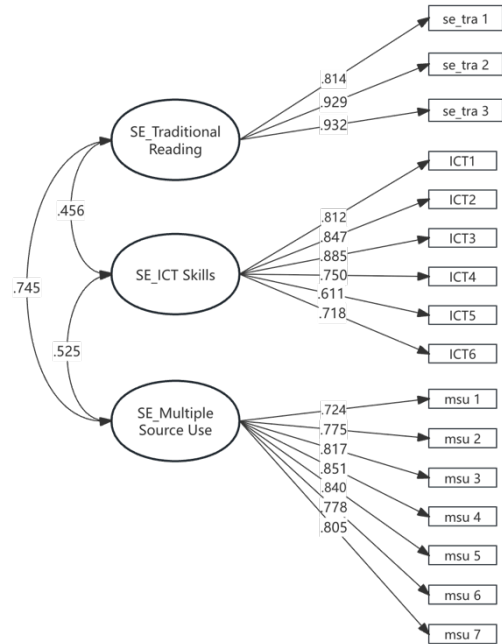 se_tra 1
.814
se_tra 2
.929
se_tra 3
.932
SE_Traditional
Reading
ICT1
.812
ICT2
.847
ICT3
.885
ICT4
.750
ICT5
.611
ICT6
.718
SE_ICT Skills
.456
.745
.525
SE_Multiple
Source Use
msu 1
.724
msu 2
.775
msu 3
.817
msu 4
.851
msu 5
.840
msu 6
.778
msu 7
.805